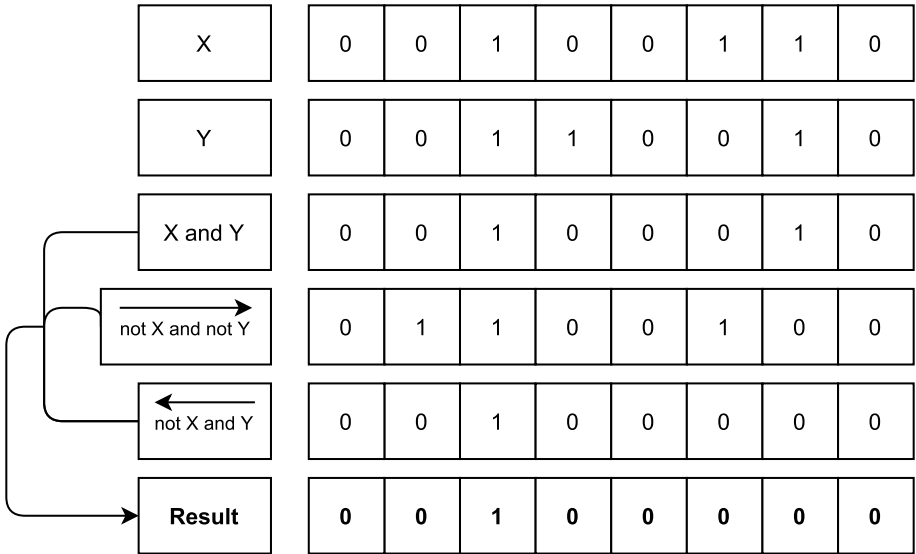 X 0 0 1 0 0 1 1 0
Y 0 0 1 1 0 0 1 0
X and Y 0 0 1 0 0 0 1 0
not X and not Y 0 1 1 0 0 1 0 0
not X and Y 0 0 1 0 0 0 0 0
Result 0 0 1 0 0 0 0 0